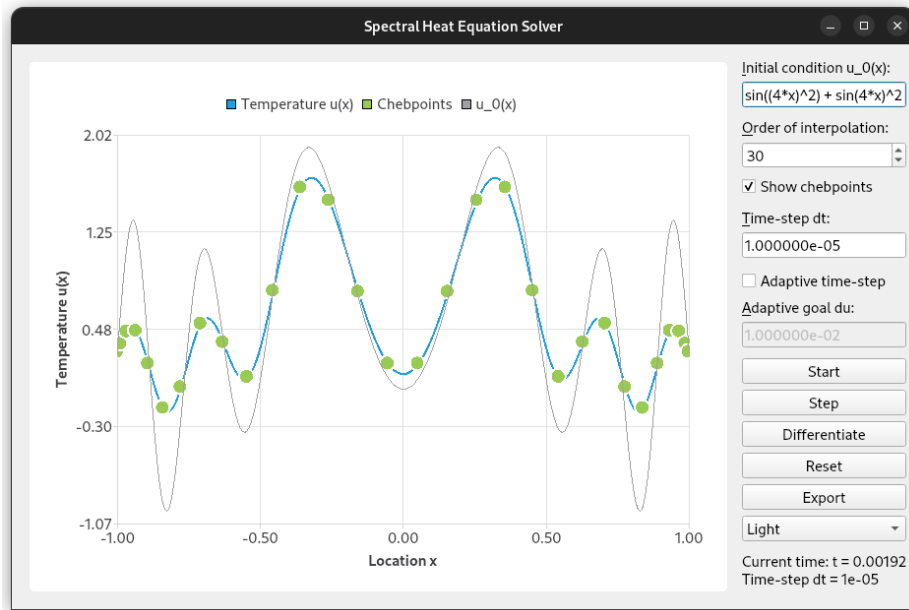 Spectral Heat Equation Solver
Temperature u(x) Chebpoints u_0(x)
2.02
1.25
0.48
-0.30
-1.07
Temperature u(x)
-1.00 -0.50 0.00 0.50 1.00
Location x
Initial condition u_0(x):
sin((4*x)^2) + sin(4*x)^2
Order of interpolation:
30
Show chebpoints
Time-step dt:
1.000000e-05
Adaptive time-step
Adaptive goal du:
1.000000e-02
Start
Step
Differentiate
Reset
Export
Light
Current time: t = 0.00192
Time-step dt = 1e-05